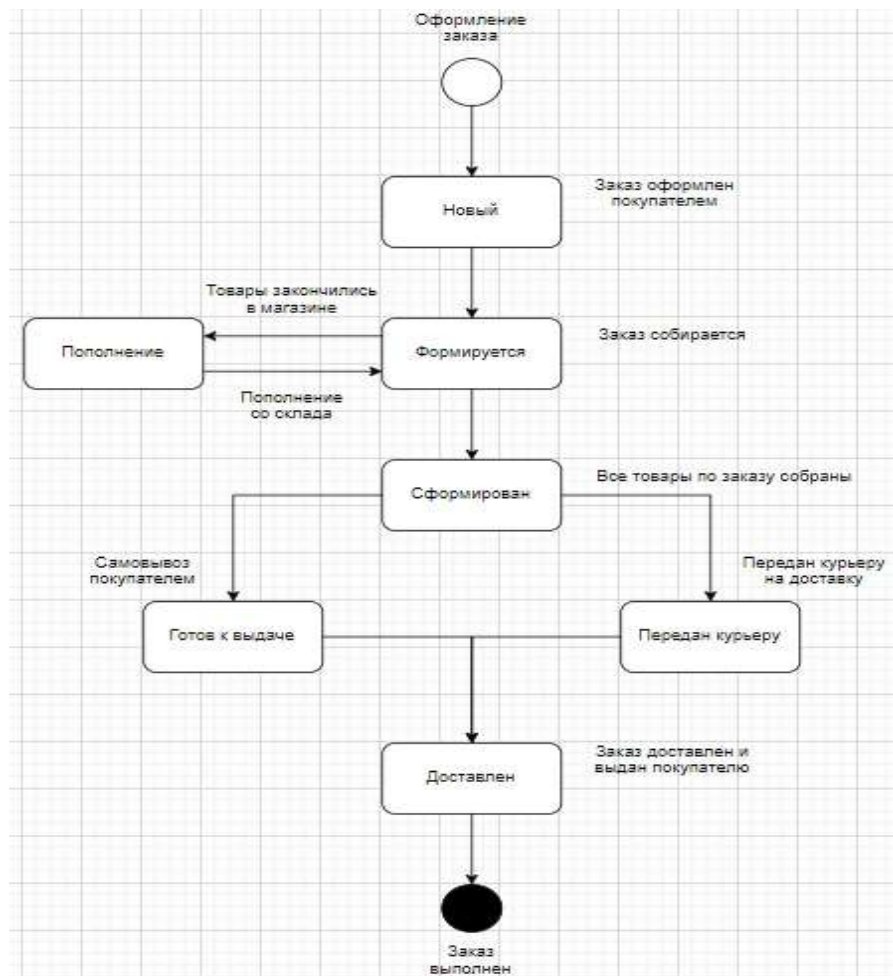 Оформление
заказа
Новый
Заказ оформлен
покупателем
Товары закончились
в магазине
Пополнение
Формируется
Заказ собирается
Пополнение
со склада
Сформирован
Все товары по заказу собраны
Самовывоз
покупателем
Передан курьеру
на доставку
Готов к выдаче
Передан курьеру
Доставлен
Заказ доставлен и
выдан покупателю
Заказ
выполнен